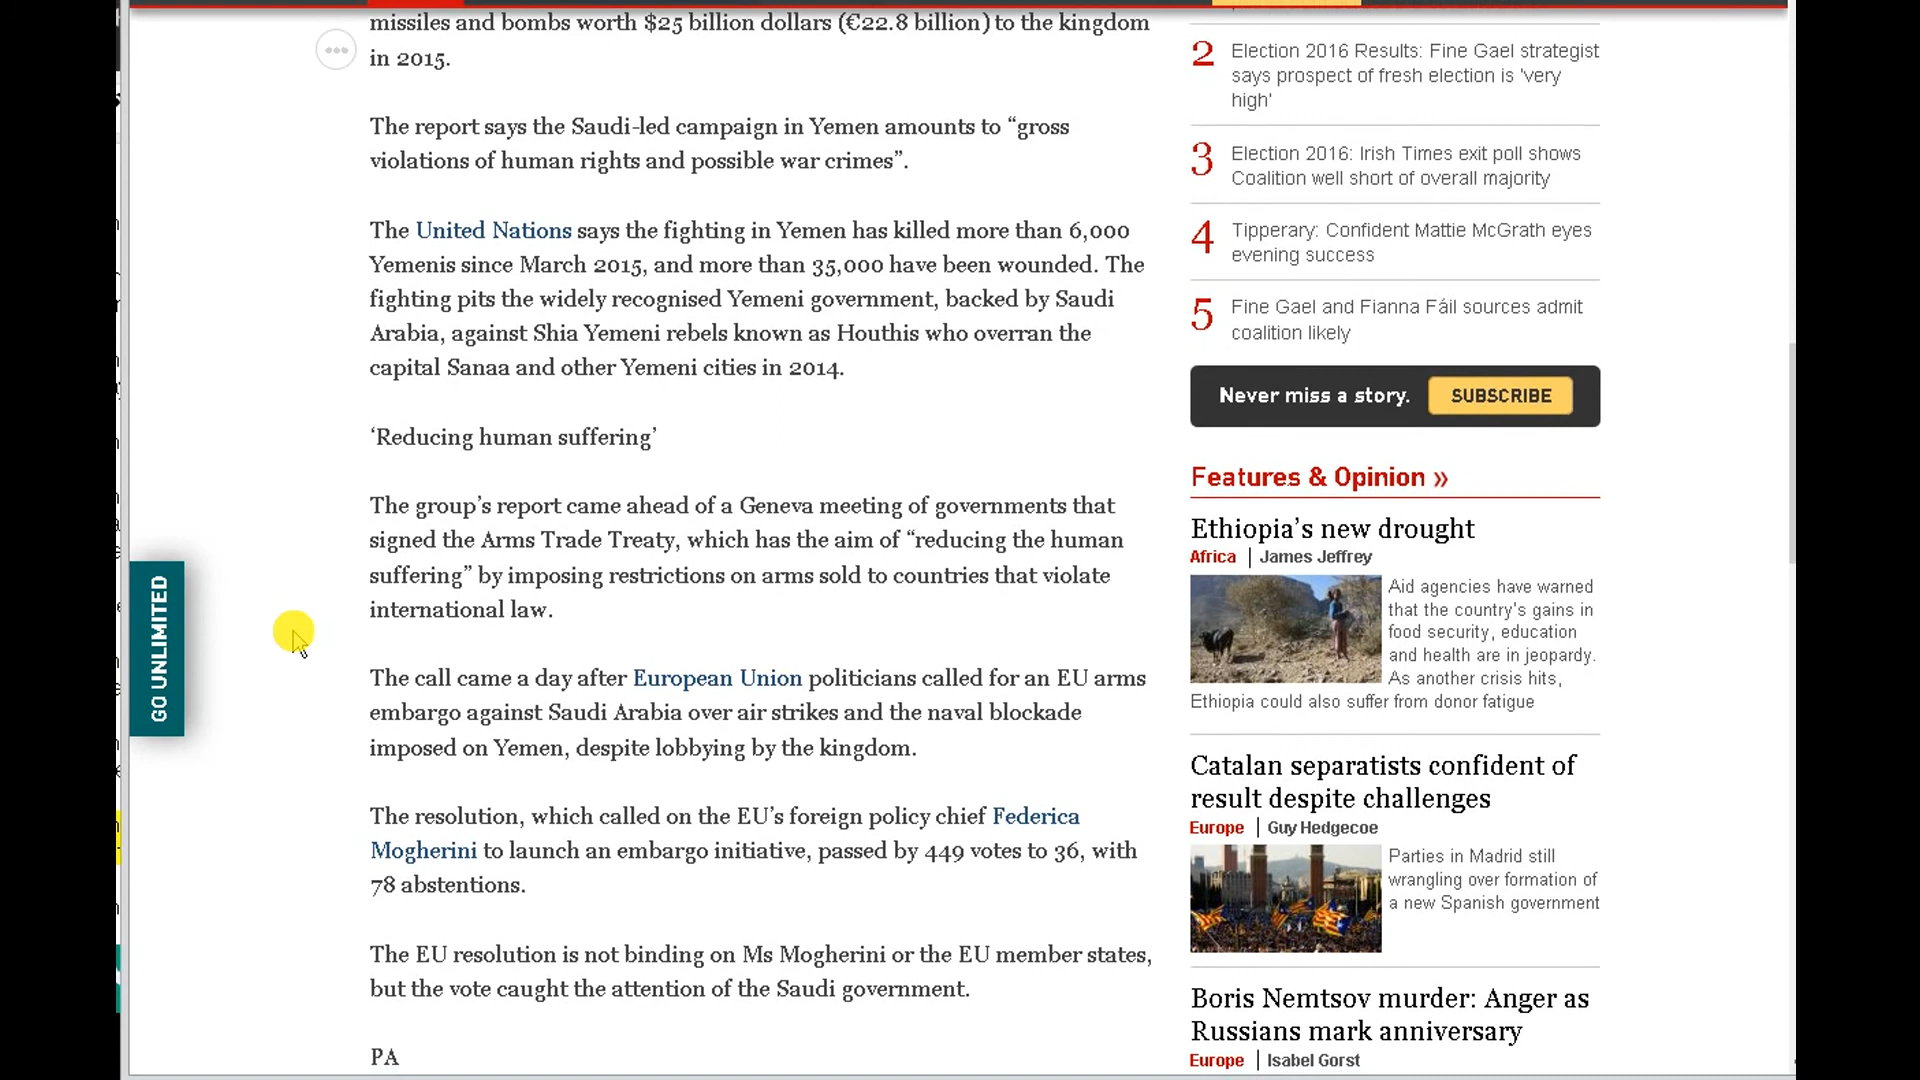 missiles and bombs worth $25 billion dollars (€22.8 billion) to the kingdom
in 2015.
The report says the Saudi-led campaign in Yemen amounts to “gross
violations of human rights and possible war crimes”.
The United Nations says the fighting in Yemen has killed more than 6,000
Yemenis since March 2015, and more than 35,000 have been wounded. The
fighting pits the widely recognised Yemeni government, backed by Saudi
Arabia, against Shia Yemeni rebels known as Houthis who overran the
capital Sanaa and other Yemeni cities in 2014.
‘Reducing human suffering’
The group’s report came ahead of a Geneva meeting of governments that
signed the Arms Trade Treaty, which has the aim of “reducing the human
suffering” by imposing restrictions on arms sold to countries that violate
international law.
The call came a day after European Union politicians called for an EU arms
embargo against Saudi Arabia over air strikes and the naval blockade
imposed on Yemen, despite lobbying by the kingdom.
The resolution, which called on the EU’s foreign policy chief Federica
Mogherini to launch an embargo initiative, passed by 449 votes to 36, with
78 abstentions.
The EU resolution is not binding on Ms Mogherini or the EU member states,
but the vote caught the attention of the Saudi government.
PA
GO UNLIMITED
2 Election 2016 Results: Fine Gael strategist
says prospect of fresh election is 'very
high'
3 Election 2016: Irish Times exit poll shows
Coalition well short of overall majority
4 Tipperary: Confident Mattie McGrath eyes
evening success
5 Fine Gael and Fianna Fáil sources admit
coalition likely
Never miss a story. SUBSCRIBE
Features & Opinion »
Ethiopia’s new drought
Africa | James Jeffrey
Aid agencies have warned
that the country's gains in
food security, education
and health are in jeopardy.
As another crisis hits,
Ethiopia could also suffer from donor fatigue
Catalan separatists confident of
result despite challenges
Europe | Guy Hedgecoe
Parties in Madrid still
wrangling over formation of
a new Spanish government
Boris Nemtsov murder: Anger as
Russians mark anniversary
Europe | Isabel Gorst